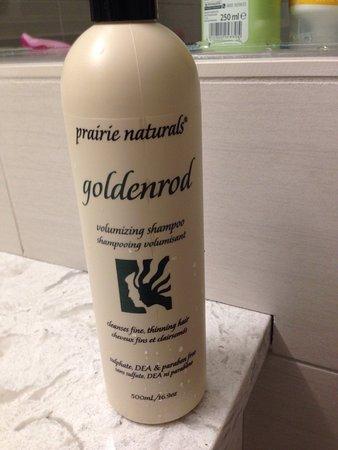 250 ml e
prairie naturals®
goldenrod
volumizing shampoo
shampooing volumisant
cleanses fine, thinning hair
cheveux fins et clairsemés
sulphate, DEA & paraben free
sans sulfate, DEA ni parabène
500mL/16.9oz